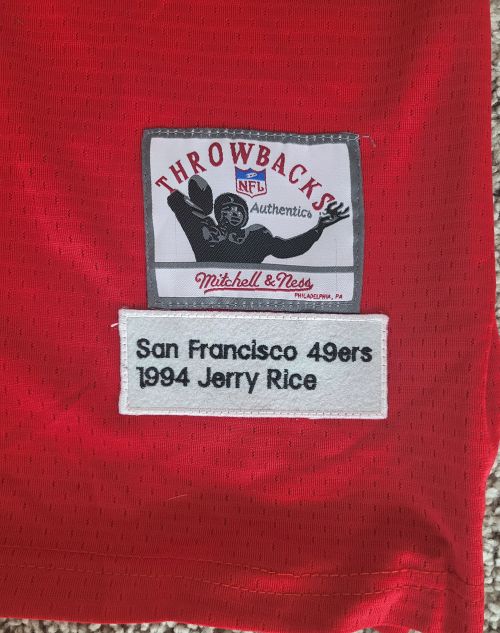 THROWBACKS
NFL
Authentics
Mitchell & Ness
PHILADELPHIA, PA
San Francisco 49ers
1994 Jerry Rice